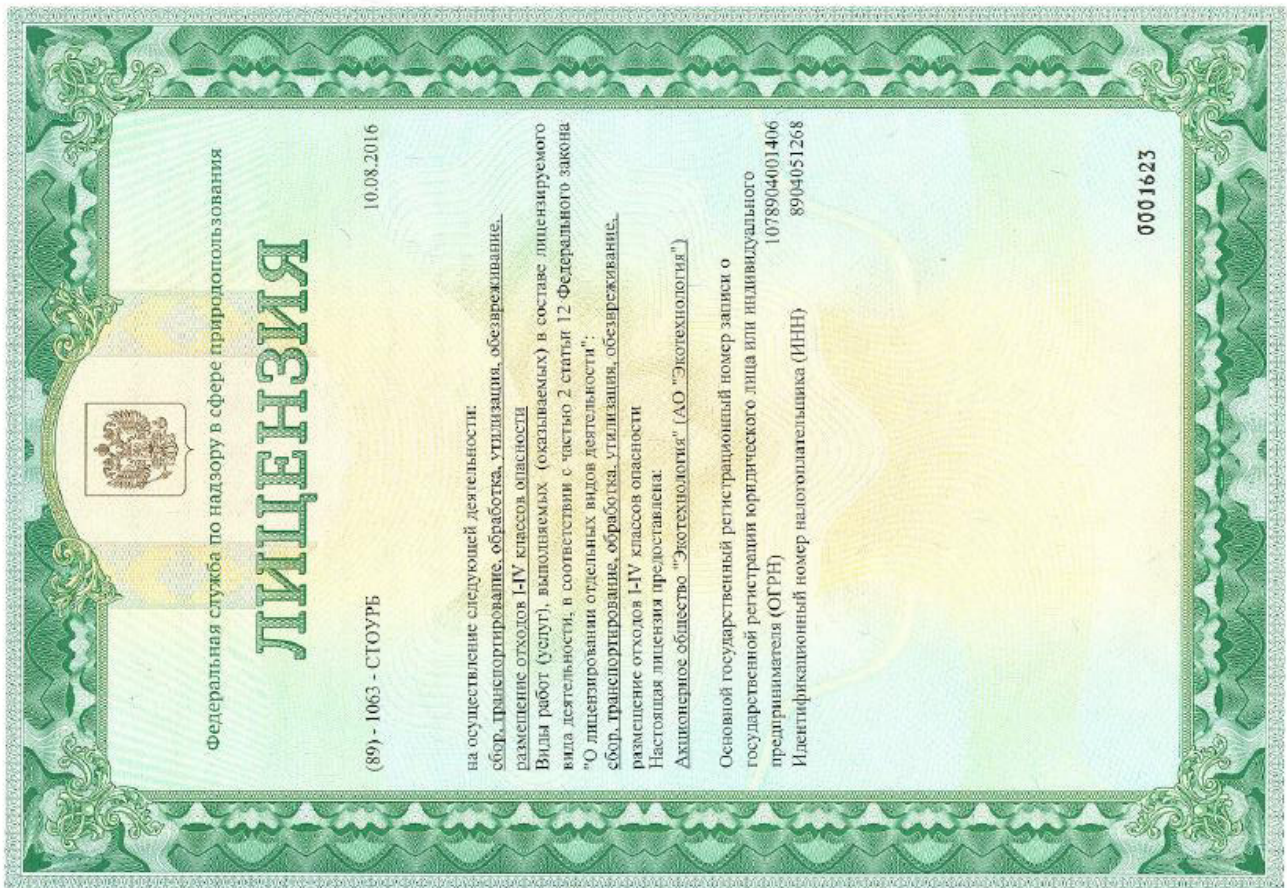 Федеральная служба по надзору в сфере природопользования
ЛИЦЕНЗИЯ
(89) - 1063 - СТОУРБ 10.08.2016
на осуществление следующей деятельности:
сбор, транспортирование, обработка, утилизация, обезвреживание,
размещение отходов I-IV классов опасности
Виды работ (услуг), выполняемых (оказываемых) в составе лицензируемого
вида деятельности, в соответствии с частью 2 статьи 12 Федерального закона
"О лицензировании отдельных видов деятельности":
сбор, транспортирование, обработка, утилизация, обезвреживание,
размещение отходов I-IV классов опасности
Настоящая лицензия предоставлена:
Акционерное общество "Экотехнология" (АО "Экотехнология")
Основной государственный регистрационный номер записи о
государственной регистрации юридического лица или индивидуального
предпринимателя (ОГРН) 1078904001406
Идентификационный номер налогоплательщика (ИНН) 8904051268
0001623